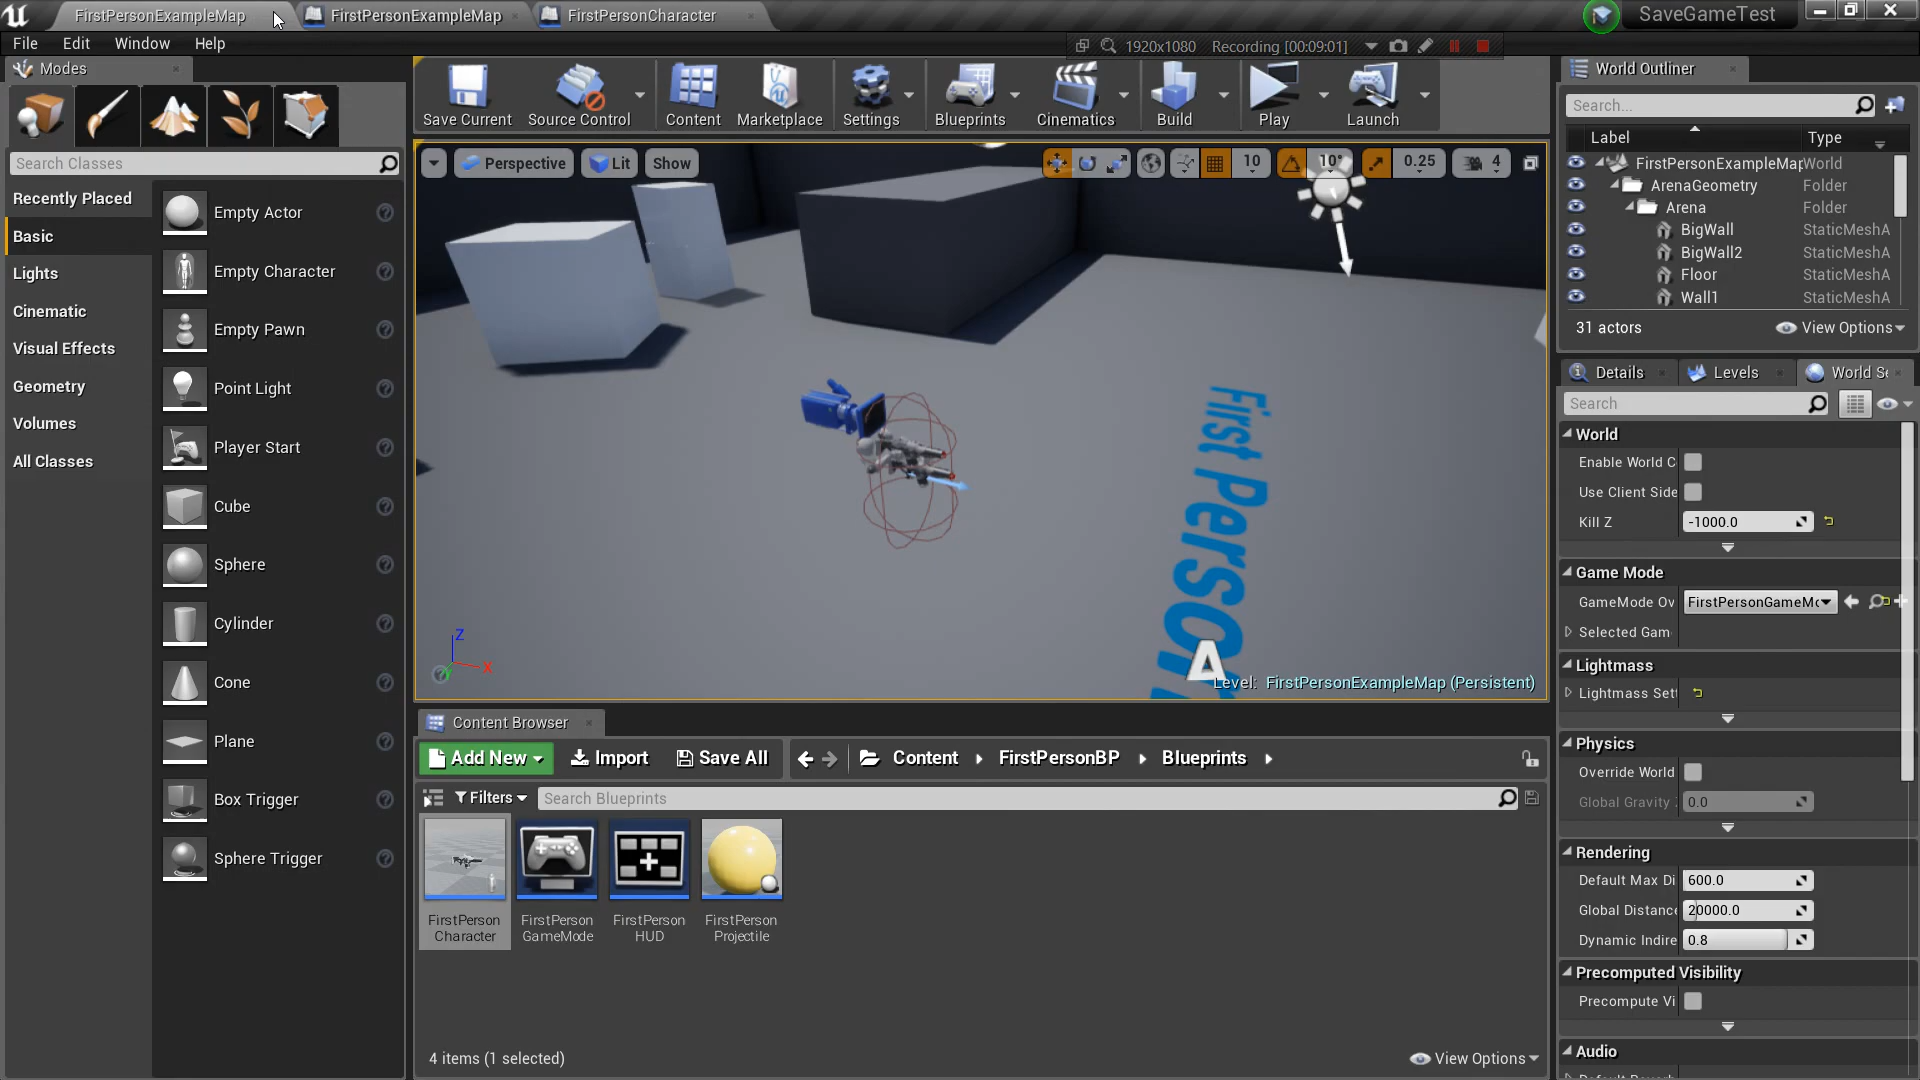 FirstPersonExampleMap
FirstPersonExampleMap
FirstPersonCharacter
SaveGameTest
File Edit Window Help
1920x1080 Recording [00:09:01]
Modes
Search Classes
Recently Placed
Basic
Lights
Cinematic
Visual Effects
Geometry
Volumes
All Classes
Empty Actor
Empty Character
Empty Pawn
Point Light
Player Start
Cube
Sphere
Cylinder
Cone
Plane
Box Trigger
Sphere Trigger
Save Current
Source Control
Content
Marketplace
Settings
Blueprints
Cinematics
Build
Play
Launch
Perspective
Lit
Show
10
10°
0.25
4
First Person
A
Z
X
Level: FirstPersonExampleMap (Persistent)
Content Browser
Add New
Import
Save All
Content
FirstPersonBP
Blueprints
Filters
Search Blueprints
FirstPerson
Character
FirstPerson
GameMode
FirstPerson
HUD
FirstPerson
Projectile
4 items (1 selected)
View Options
World Outliner
Search...
Label Type
FirstPersonExampleMap World
ArenaGeometry Folder
Arena Folder
BigWall StaticMeshA
BigWall2 StaticMeshA
Floor StaticMeshA
Wall1 StaticMeshA
31 actors
View Options
Details
Levels
World Se
Search
World
Enable World C
Use Client Side
Kill Z -1000.0
Game Mode
GameMode Ov FirstPersonGameMo
Selected Gam
Lightmass
Lightmass Set
Physics
Override World
Global Gravity 0.0
Rendering
Default Max Di 600.0
Global Distance 20000.0
Dynamic Indire 0.8
Precomputed Visibility
Precompute Vi
Audio